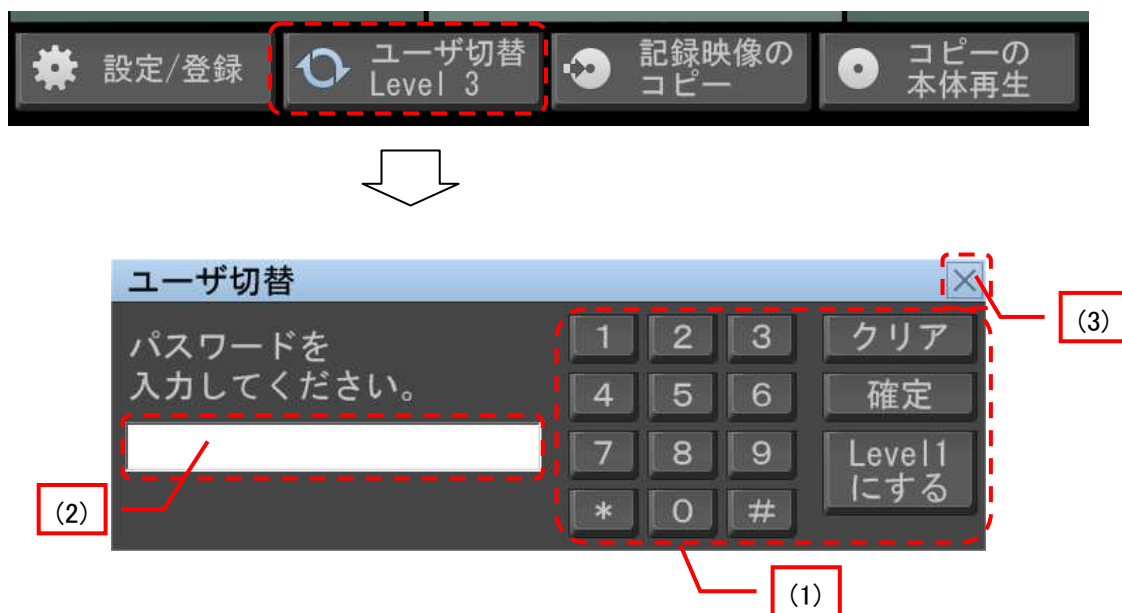 設定/登録
ユーザ切替
Level 3
記録映像の
コピー
コピーの
本体再生
ユーザ切替
(3)
パスワードを
入力してください。
1 2 3 クリア
4 5 6 確定
7 8 9 Level1
にする
* 0 #
(2)
(1)